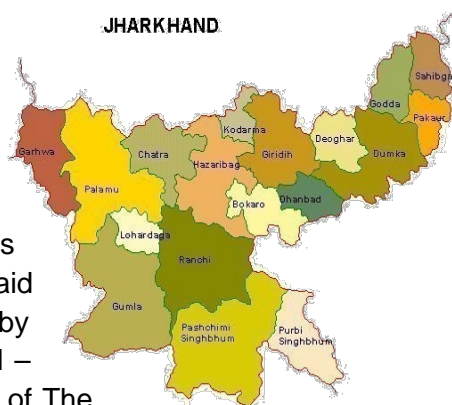 JHARKHAND
Sahibgn
Godda
Pakaur
Kodarma
Deoghar
Garhwa
Chatra
Hazaribag
Giridih
Dumka
Palamu
Bokaro
Dhanbad
Lohardaga
Ranchi
Gumla
Pashchimi
Singhbhum
Purbi
Singhbhum
s
aid
by
–
of The